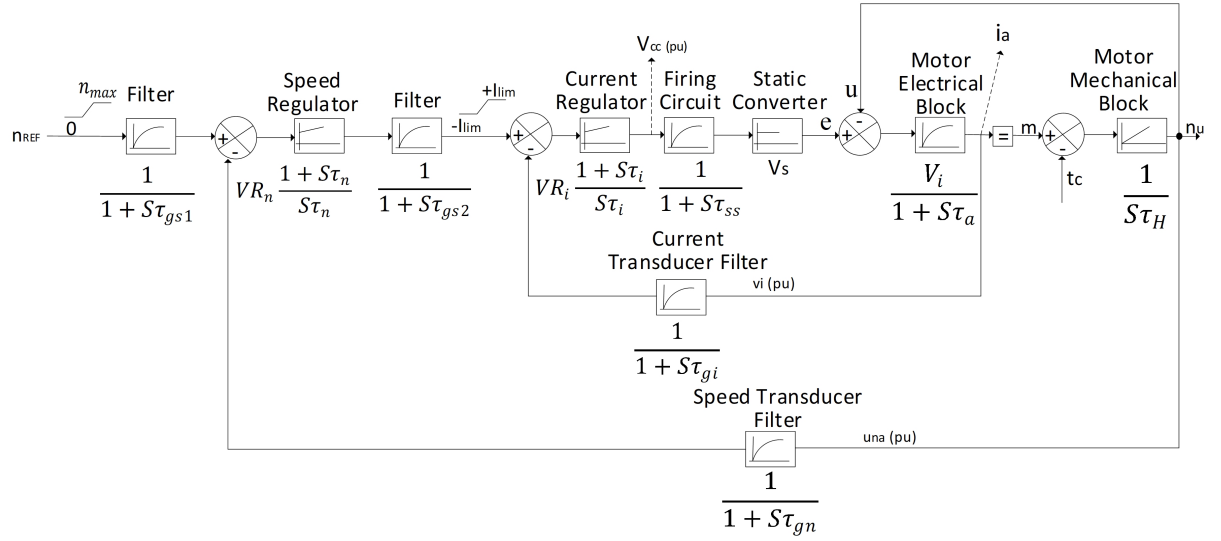 n_REF
n_max
0
Filter
1
1 + Sτ_gs1
+
-
Speed
Regulator
VR_n
1 + Sτ_n
Sτ_n
Filter
1
1 + Sτ_gs2
+I_lim
-I_lim
+
-
Current
Regulator
VR_i
1 + Sτ_i
Sτ_i
V_cc (pu)
Firing
Circuit
1
1 + Sτ_ss
Static
Converter
V_s
e
u
+
-
Motor
Electrical
Block
V_i
1 + Sτ_a
i_a
=
m
+
-
tc
Motor
Mechanical
Block
1
Sτ_H
n_u
Current
Transducer Filter
vi (pu)
1
1 + Sτ_gi
Speed Transducer
Filter
una (pu)
1
1 + Sτ_gn